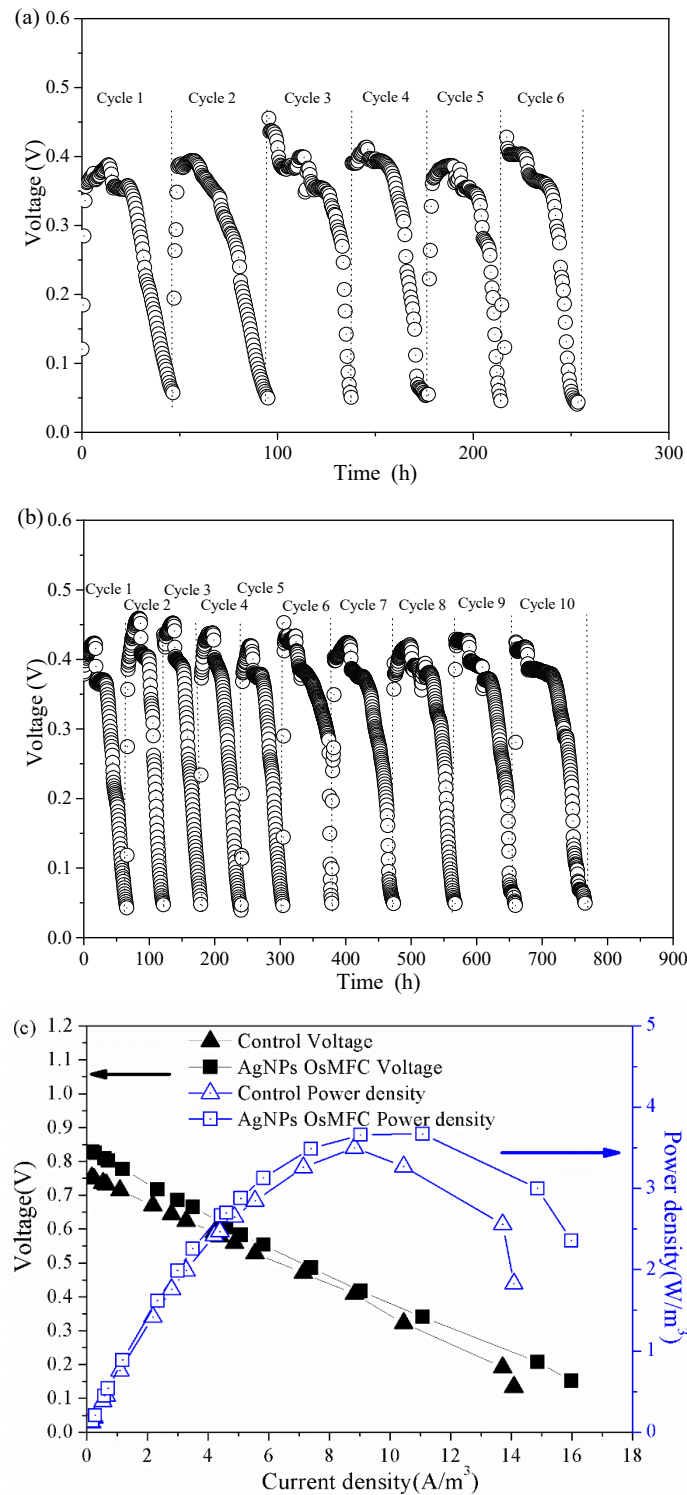 (a)
0.6
0.5
0.4
0.3
0.2
0.1
0.0
Voltage (V)
Cycle 1 Cycle 2 Cycle 3 Cycle 4 Cycle 5 Cycle 6
0 100 200 300
Time (h)
(b)
0.6
0.5
0.4
0.3
0.2
0.1
0.0
Voltage (V)
Cycle 1 Cycle 2 Cycle 3 Cycle 4 Cycle 5 Cycle 6 Cycle 7 Cycle 8 Cycle 9 Cycle 10
0 100 200 300 400 500 600 700 800 900
Time (h)
(c)
1.2
1.1
1.0
0.9
0.8
0.7
0.6
0.5
0.4
0.3
0.2
0.1
0.0
Voltage(V)
Control Voltage
AgNPs OsMFC Voltage
Control Power density
AgNPs OsMFC Power density
5
4
3
2
1
0
Power density(W/m³)
0 2 4 6 8 10 12 14 16 18
Current density(A/m³)